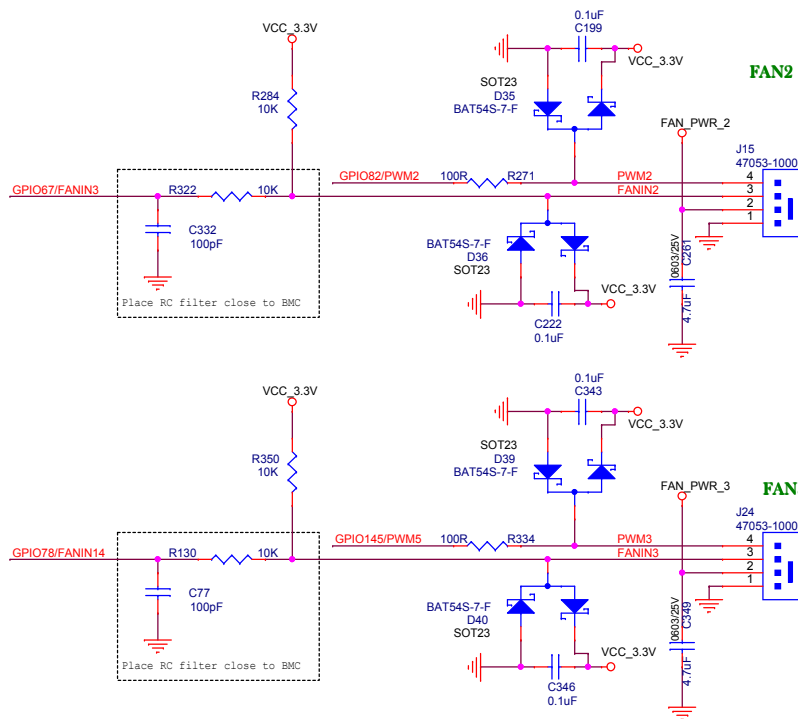 0.1uF
C199
VCC_3.3V
VCC_3.3V
FAN2
SOT23
D35
BAT54S-7-F
R284
10K
FAN_PWR_2
J15
47053-1000
GPIO82/PWM2
100R
R271
PWM2
4
GPIO67/FANIN3
R322
10K
FANIN2
3
2
1
C332
100pF
BAT54S-7-F
D36
SOT23
VCC_3.3V
0603/25V
C261
4.7uF
Place RC filter close to BMC
C222
0.1uF
0.1uF
C343
VCC_3.3V
VCC_3.3V
SOT23
D39
BAT54S-7-F
R350
10K
FAN_PWR_3
FAN
J24
47053-1000
GPIO145/PWM5
100R
R334
PWM3
4
GPIO78/FANIN14
R130
10K
FANIN3
3
2
1
C77
100pF
BAT54S-7-F
D40
SOT23
VCC_3.3V
0603/25V
C349
4.7uF
Place RC filter close to BMC
C346
0.1uF